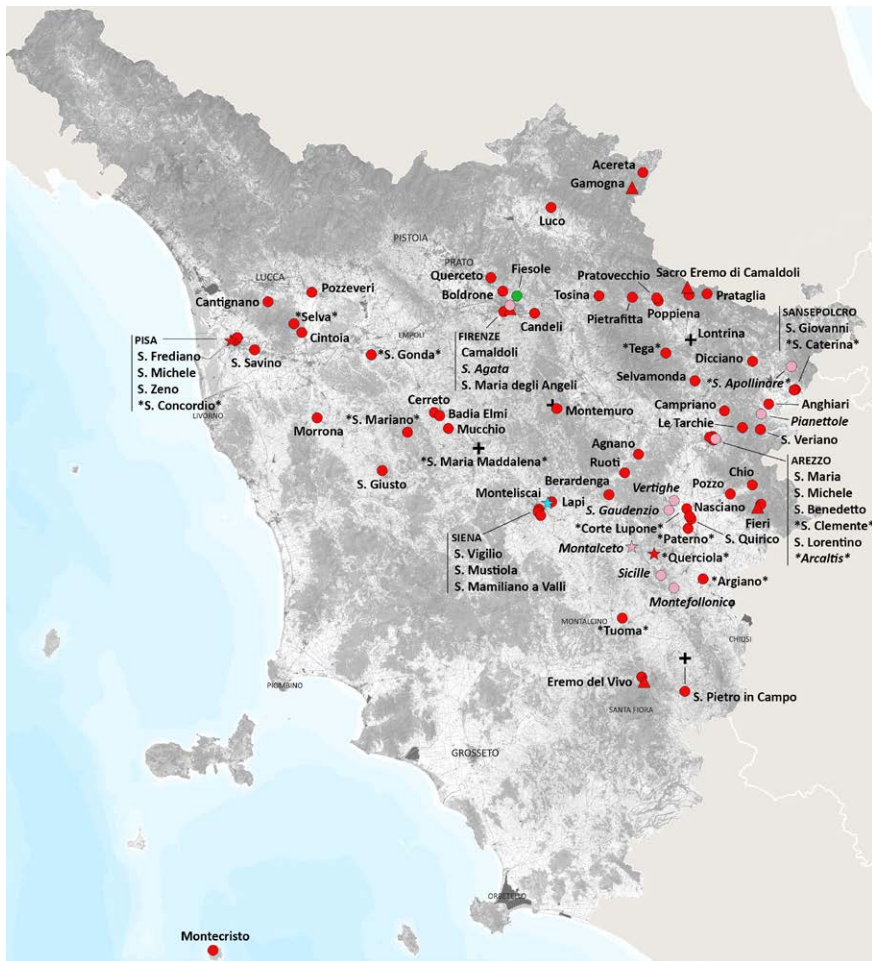 Acereta
Gamogna
Luco
PISTOIA
PRATO
Querceto
Fiesole
Boldrone
Candeli
FIRENZE
Camaldoli
S. Agata
S. Maria degli Angeli
Pratovecchio
Sacro Eremo di Camaldoli
Tosina
Pietrafitta
Poppiena
Prataglia
SANSEPOLCRO
S. Giovanni
*S. Caterina*
Lontrina
*Tega*
Dicciano
Selvamonda
*S. Apollinare*
LUCCA
Pozzeveri
Cantignano
*Selva*
Cintoia
EMPOLI
*S. Gonda*
PISA
S. Frediano
S. Michele
S. Zeno
*S. Concordio*
S. Savino
LIVORNO
Cerreto
*S. Mariano*
Badia Elmi
Mucchio
Morrona
Montemuro
Campriano
Anghiari
Pianettole
Le Tarchie
S. Veriano
*S. Maria Maddalena*
S. Giusto
Agnano
Ruoti
AREZZO
S. Maria
S. Michele
S. Benedetto
*S. Clemente*
S. Lorentino
*Arcaltis*
Chio
Pozzo
Fieri
Berardenga
Vertighe
Monteliscai
Lapi
S. Gaudenzio
Nasciano
*Corte Lupone*
S. Quirico
*Paterno*
SIENA
S. Vigilio
S. Mustiola
S. Mamiliano a Valli
Montalceto
*Querciola*
Sicille
*Argiano*
Montefollonico
MONTALCINO
*Tuoma*
CHIUSI
Eremo del Vivo
S. Pietro in Campo
PIOMBINO
SANTA FIORA
GROSSETO
ORBETELLO
Montecristo